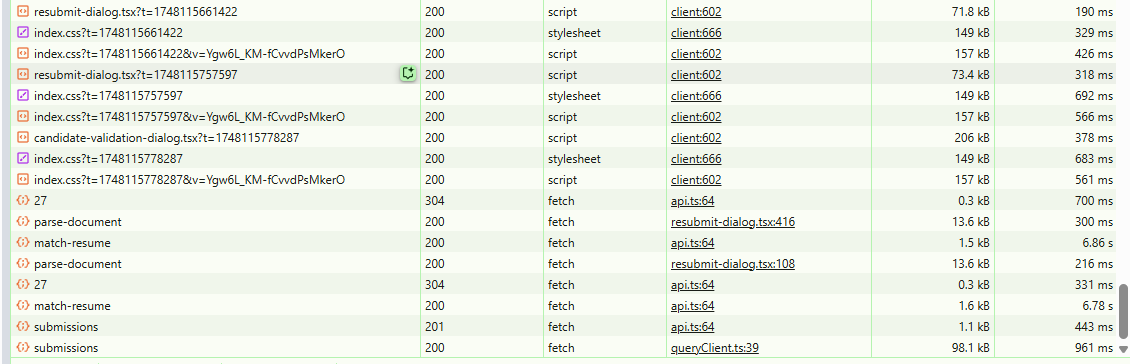 resubmit-dialog.tsx?t=1748115661422 200 script client:602 71.8 kB 190 ms
index.css?t=1748115661422 200 stylesheet client:666 149 kB 329 ms
index.css?t=1748115661422&v=Ygw6L_KM-fCvvdPsMkerO 200 script client:602 157 kB 426 ms
resubmit-dialog.tsx?t=1748115757597 200 script client:602 73.4 kB 318 ms
index.css?t=1748115757597 200 stylesheet client:666 149 kB 692 ms
index.css?t=1748115757597&v=Ygw6L_KM-fCvvdPsMkerO 200 script client:602 157 kB 566 ms
candidate-validation-dialog.tsx?t=1748115778287 200 script client:602 206 kB 378 ms
index.css?t=1748115778287 200 stylesheet client:666 149 kB 683 ms
index.css?t=1748115778287&v=Ygw6L_KM-fCvvdPsMkerO 200 script client:602 157 kB 561 ms
27 304 fetch api.ts:64 0.3 kB 700 ms
parse-document 200 fetch resubmit-dialog.tsx:416 13.6 kB 300 ms
match-resume 200 fetch api.ts:64 1.5 kB 6.86 s
parse-document 200 fetch resubmit-dialog.tsx:108 13.6 kB 216 ms
27 304 fetch api.ts:64 0.3 kB 331 ms
match-resume 200 fetch api.ts:64 1.6 kB 6.78 s
submissions 201 fetch api.ts:64 1.1 kB 443 ms
submissions 200 fetch queryClient.ts:39 98.1 kB 961 ms